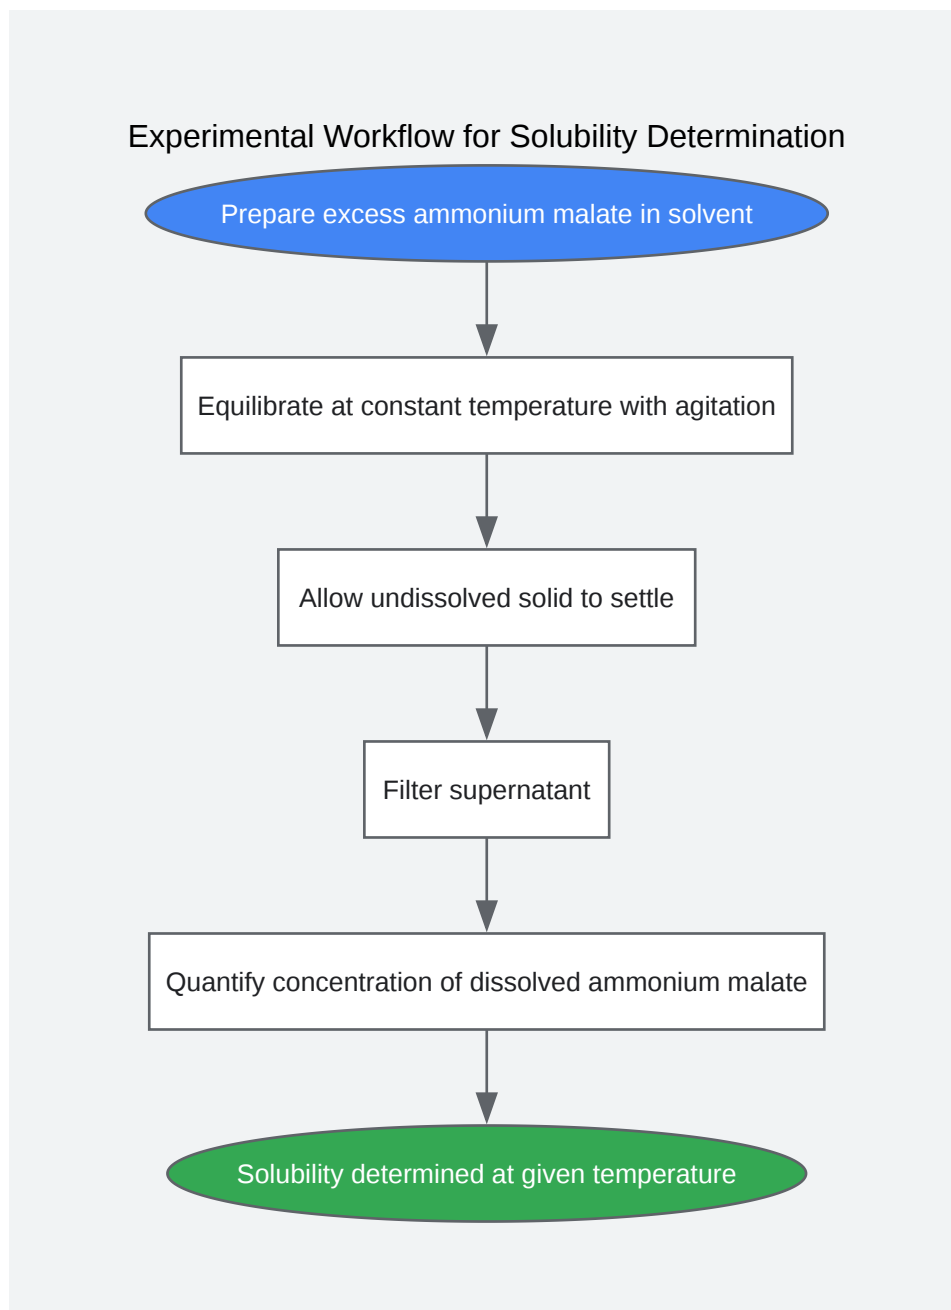 Experimental Workflow for Solubility Determination
Prepare excess ammonium malate in solvent
Equilibrate at constant temperature with agitation
Allow undissolved solid to settle
Filter supernatant
Quantify concentration of dissolved ammonium malate
Solubility determined at given temperature